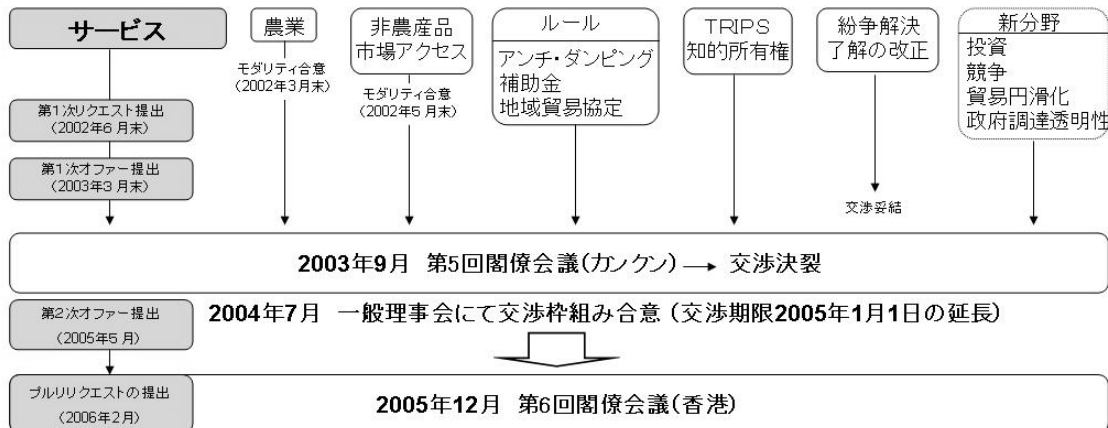 サービス
第1次リクエスト提出
（2002年6月末）
第1次オファー提出
（2003年3月末）
農業
モダリティ合意
（2002年3月末）
非農産品
市場アクセス
モダリティ合意
（2002年5月末）
ルール
アンチ・ダンピング
補助金
地域貿易協定
TRIPS
知的所有権
紛争解決
了解の改正
交渉妥結
新分野
投資
競争
貿易円滑化
政府調達透明性
2003年9月 第5回閣僚会議（カンクン） → 交渉決裂
第2次オファー提出
（2005年5月）
2004年7月 一般理事会にて交渉枠組み合意（交渉期限2005年1月1日の延長）
プルリリクエストの提出
（2006年2月）
2005年12月 第6回閣僚会議（香港）